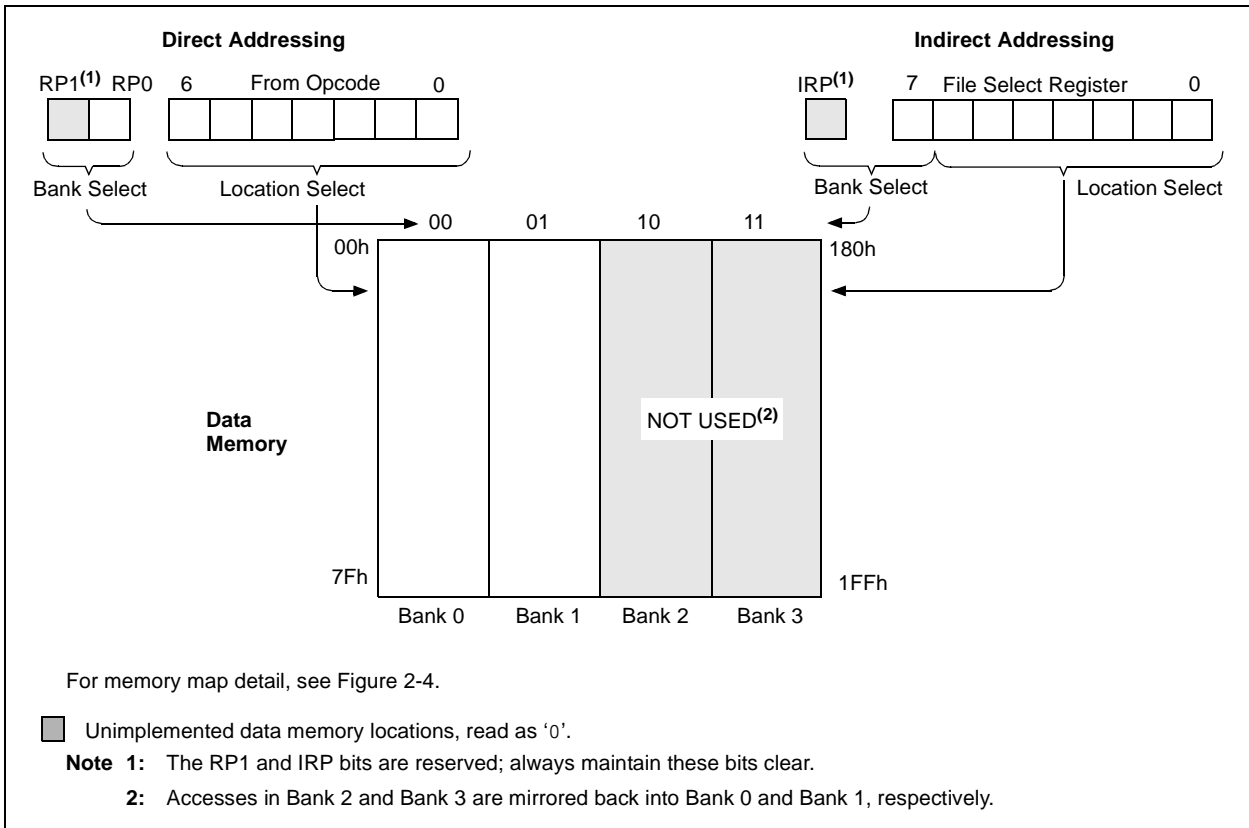 Direct Addressing
Indirect Addressing
RP1(1) RP0 6 From Opcode 0
IRP(1) 7 File Select Register 0
Bank Select Location Select
Bank Select Location Select
00 01 10 11
00h 180h
NOT USED(2)
Data
Memory
7Fh 1FFh
Bank 0 Bank 1 Bank 2 Bank 3
For memory map detail, see Figure 2-4.
Unimplemented data memory locations, read as ‘0’.
Note 1: The RP1 and IRP bits are reserved; always maintain these bits clear.
2: Accesses in Bank 2 and Bank 3 are mirrored back into Bank 0 and Bank 1, respectively.